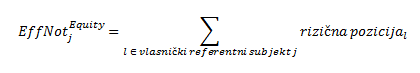 EffNot_j^Equity = ∑_{l ∈ vlasnički referentni subjekt j} rizična pozicija_l